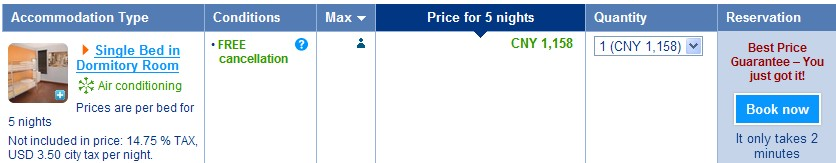 Accommodation Type
Conditions
Max
Price for 5 nights
Quantity
Reservation
Single Bed in
Dormitory Room
Air conditioning
Prices are per bed for
5 nights
Not included in price: 14.75 % TAX,
USD 3.50 city tax per night.
• FREE
cancellation
?
CNY 1,158
1 (CNY 1,158)
Best Price
Guarantee – You
just got it!
Book now
It only takes 2
minutes